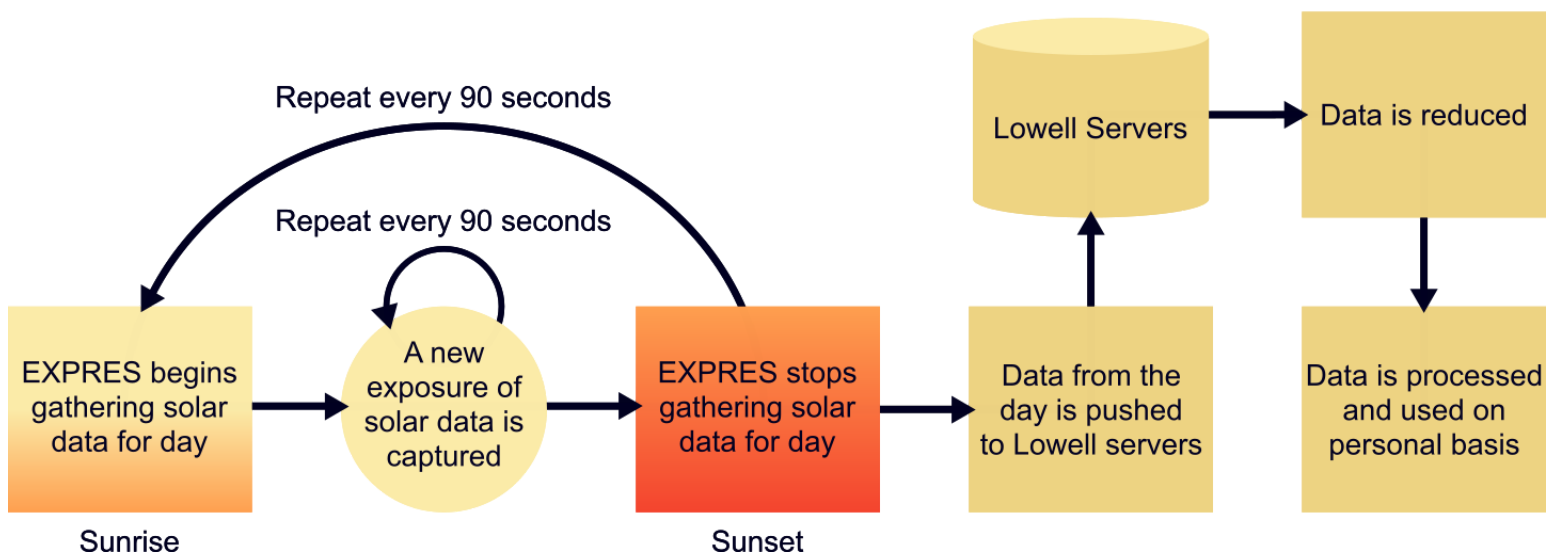 Repeat every 90 seconds
Repeat every 90 seconds
EXPRES begins
gathering solar
data for day
Sunrise
A new
exposure of
solar data is
captured
EXPRES stops
gathering solar
data for day
Sunset
Data from the
day is pushed
to Lowell servers
Lowell Servers
Data is reduced
Data is processed
and used on
personal basis